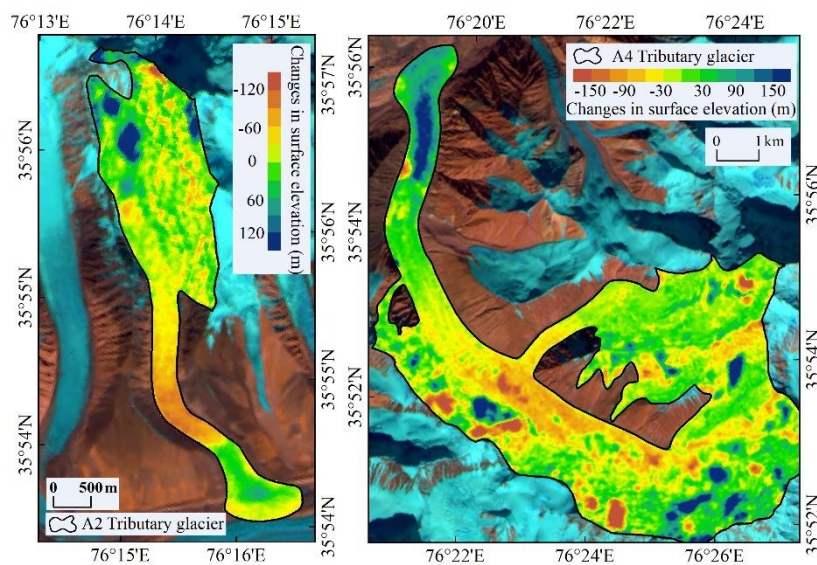 76°13'E 76°14'E 76°15'E
76°20'E 76°22'E 76°24'E
35°57'N
35°56'N
35°56'N
35°55'N
35°55'N
35°54'N
35°54'N
Changes in surface elevation (m)
-120
-60
0
60
120
0 500 m
A2 Tributary glacier
76°15'E 76°16'E
A4 Tributary glacier
-150 -90 -30 30 90 150
Changes in surface elevation (m)
0 1 km
35°56'N
35°56'N
35°54'N
35°54'N
35°52'N
35°52'N
76°22'E 76°24'E 76°26'E